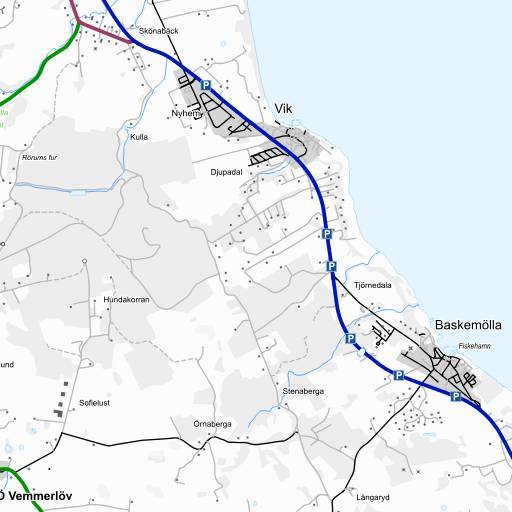 Skönabäck
P
Vik
Nyhem
Kulla
Rörums fur
Djupadal
P
P
Tjörnedala
Hundakorran
Baskemölla
P
Fiskehamn
P
Stenaberga
P
Sofielust
Örnaberga
Ö Vemmerlöv
Långaryd